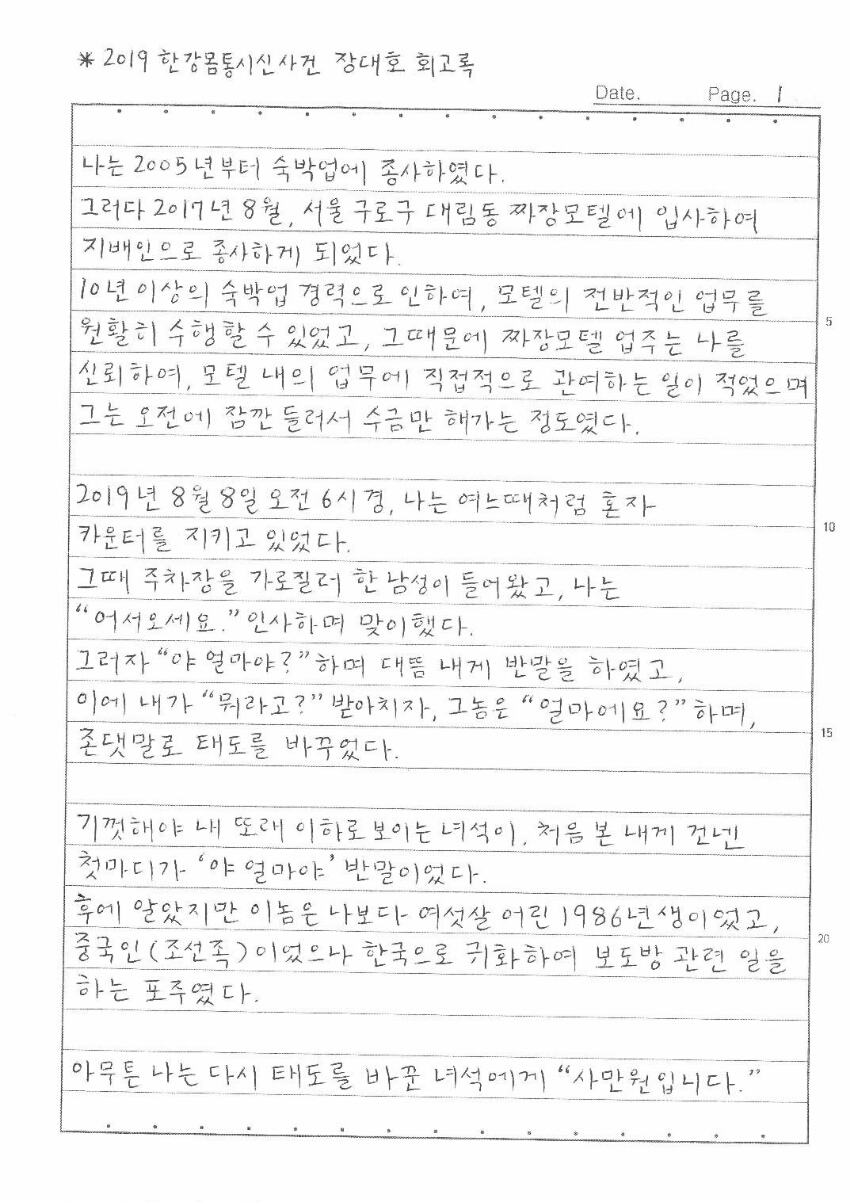 * 2019 한강몸통시신사건 장대호 회고록
Date. Page. 1
나는 2005년부터 숙박업에 종사하였다.
그러다 2017년 8월, 서울 구로구 대림동 짜장모텔에 입사하여
지배인으로 종사하게 되었다.
10년 이상의 숙박업 경력으로 인하여, 모텔의 전반적인 업무를
5
원활히 수행할 수 있었고, 그때문에 짜장모텔 업주는 나를
신뢰하여, 모텔 내의 업무에 직접적으로 관여하는 일이 적었으며
그는 오전에 잠깐 들러서 수금만 해가는 정도였다.
2019년 8월 8일 오전 6시경, 나는 여느때처럼 혼자
10
카운터를 지키고 있었다.
그때 주차장을 가로질러 한 남성이 들어왔고, 나는
“어서오세요.” 인사하며 맞이했다.
그러자 “야 얼마야?” 하며 대뜸 내게 반말을 하였고,
이에 내가 “뭐라고?” 받아치자, 그놈은 “얼마에요?” 하며,
15
존댓말로 태도를 바꾸었다.
기껏해야 내 또래 이하로 보이는 녀석이, 처음 본 내게 건넨
첫마디가 ‘야 얼마야’ 반말이었다.
후에 알았지만 이놈은 나보다 여섯살 어린 1986년생이었고,
20
중국인(조선족)이었으나 한국으로 귀화하여 보도방 관련 일을
하는 포주였다.
아무튼 나는 다시 태도를 바꾼 녀석에게 “사만원입니다.”